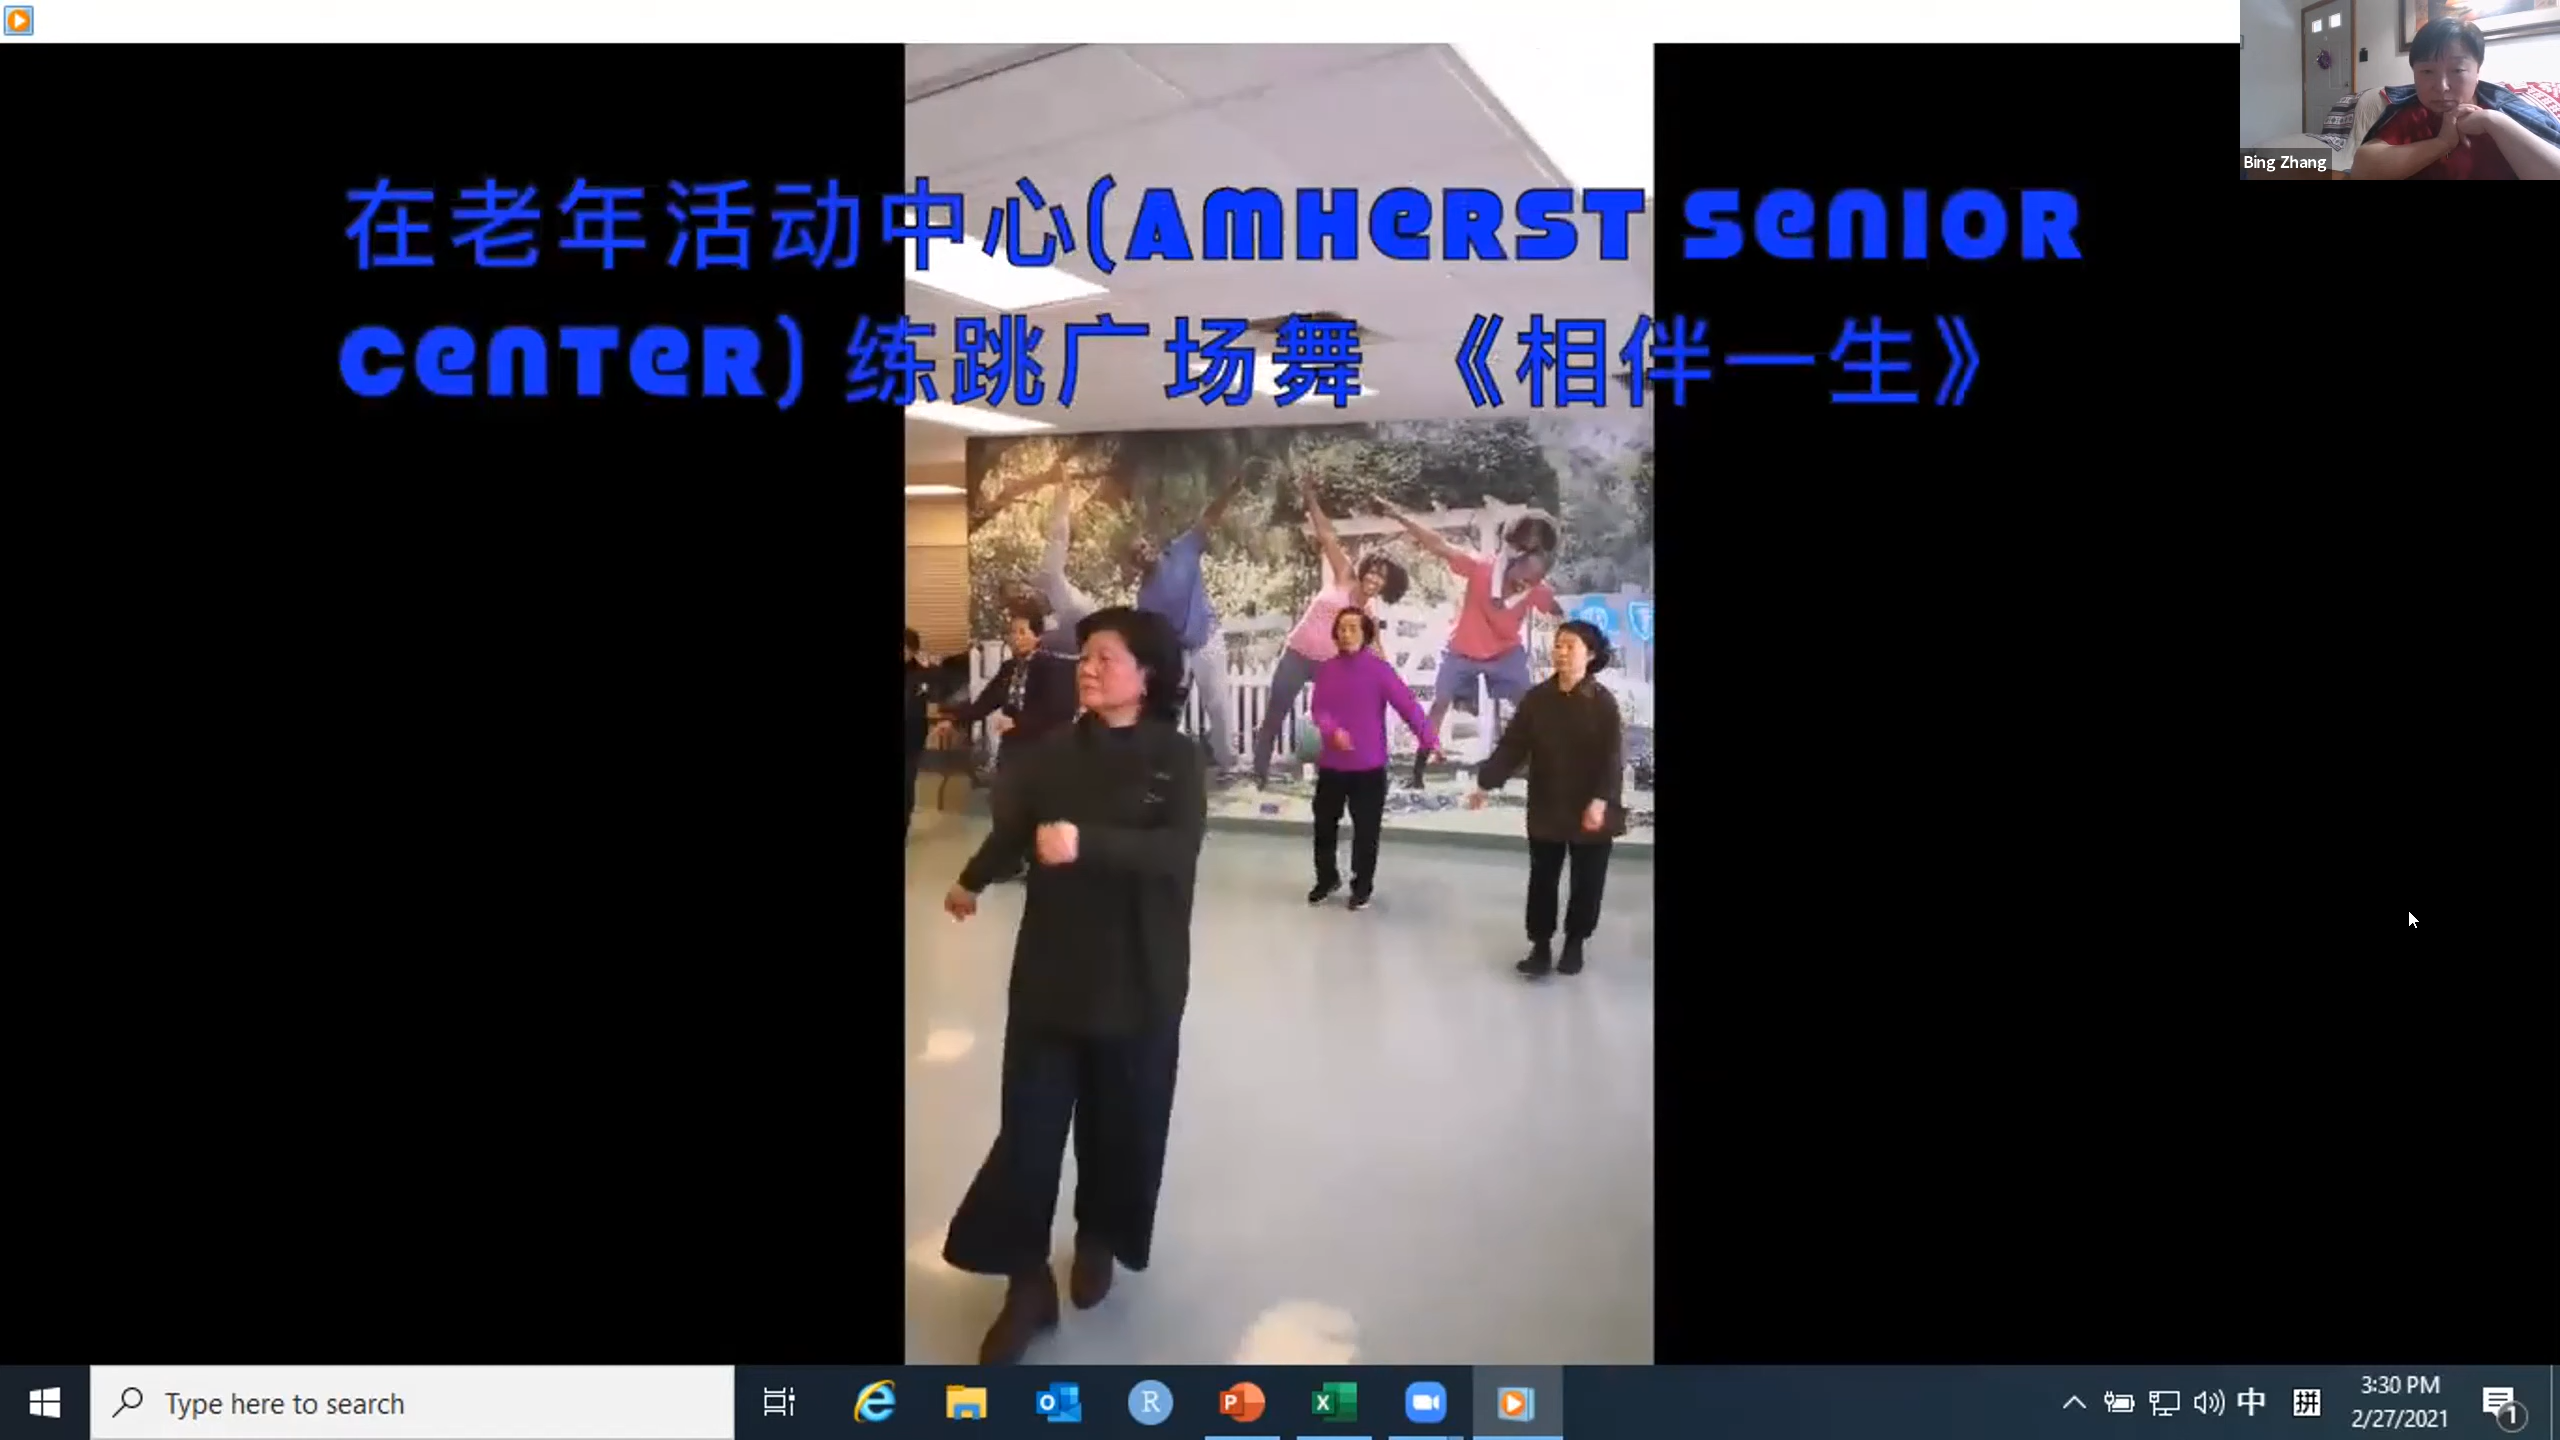 Bing Zhang
在老年活动中心(AMHERST SENIOR
CENTER) 练跳广场舞 《相伴一生》
Type here to search
中
拼
3:30 PM
2/27/2021
1